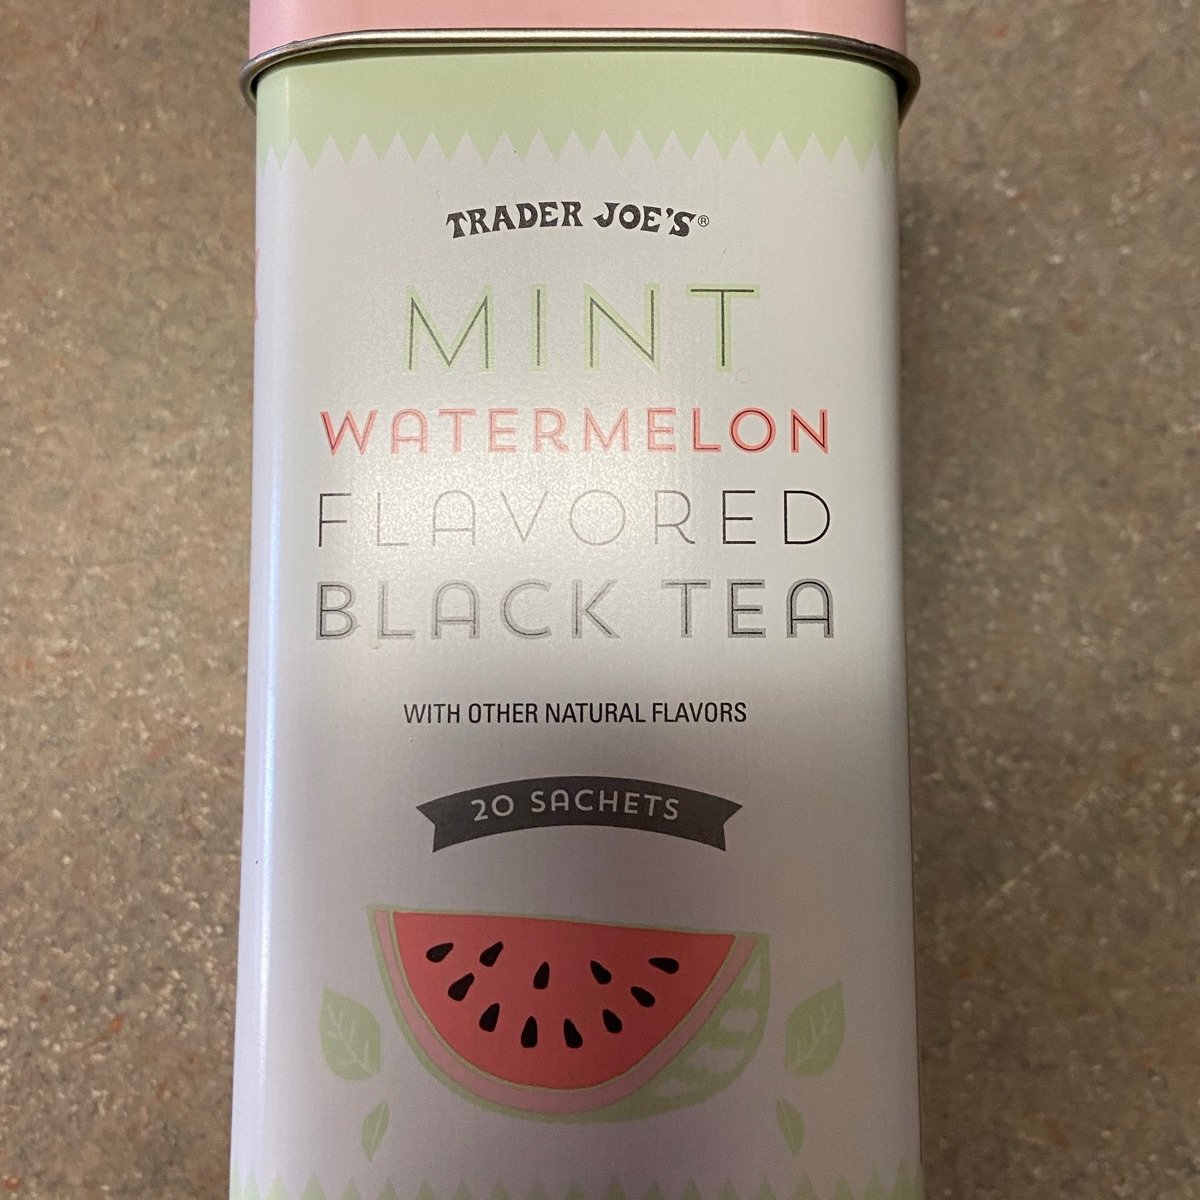 TRADER JOE'S®
MINT
WATERMELON
FLAVORED
BLACK TEA
WITH OTHER NATURAL FLAVORS
20 SACHETS